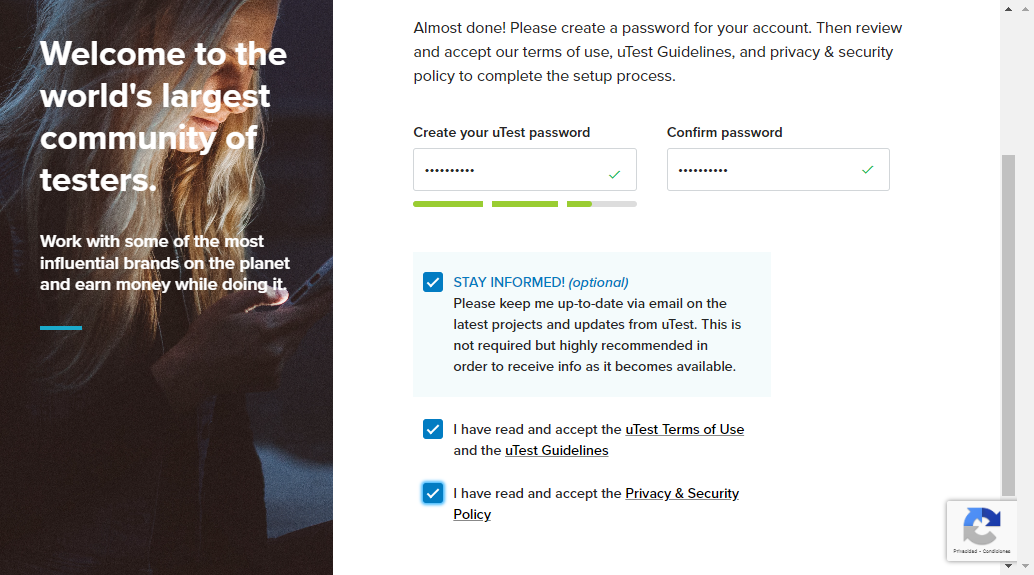 Welcome to the
world's largest
community of
testers.
Work with some of the most
influential brands on the planet
and earn money while doing it.
Almost done! Please create a password for your account. Then review
and accept our terms of use, uTest Guidelines, and privacy & security
policy to complete the setup process.
Create your uTest password
Confirm password
••••••••••
••••••••••
STAY INFORMED! (optional)
Please keep me up-to-date via email on the
latest projects and updates from uTest. This is
not required but highly recommended in
order to receive info as it becomes available.
I have read and accept the uTest Terms of Use
and the uTest Guidelines
I have read and accept the Privacy & Security
Policy
Privacidad - Condiciones